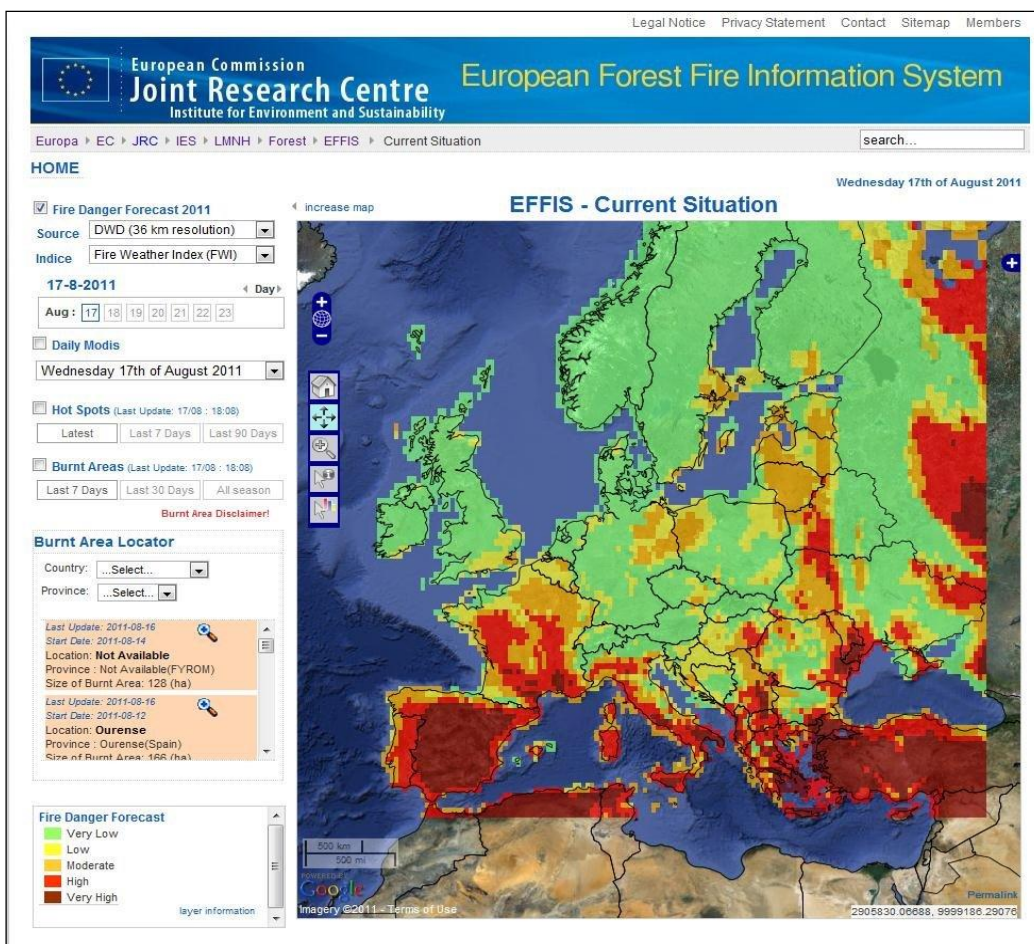 Legal Notice Privacy Statement Contact Sitemap Members
European Commission
Joint Research Centre
Institute for Environment and Sustainability
European Forest Fire Information System
Europa EC JRC IES LMNH Forest EFFIS Current Situation
search...
HOME
Wednesday 17th of August 2011
Fire Danger Forecast 2011
Source DWD (36 km resolution)
Indice Fire Weather Index (FWI)
17-8-2011 Day
Aug : 17 18 19 20 21 22 23
Daily Modis
Wednesday 17th of August 2011
Hot Spots (Last Update: 17/08 : 18:08)
Latest Last 7 Days Last 90 Days
Burnt Areas (Last Update: 17/08 : 18:08)
Last 7 Days Last 30 Days All season
Burnt Area Disclaimer!
Burnt Area Locator
Country: ...Select...
Province: ...Select...
Last Update: 2011-08-16
Start Date: 2011-08-14
Location: Not Available
Province : Not Available(FYROM)
Size of Burnt Area: 128 (ha)
Last Update: 2011-08-16
Start Date: 2011-08-12
Location: Ourense
Province : Ourense(Spain)
Size of Burnt Area: 166 (ha)
Fire Danger Forecast
Very Low
Low
Moderate
High
Very High
layer information
increase map
EFFIS - Current Situation
500 km
500 mi
POWERED BY
Google
Imagery ©2011 - Terms of Use
Permalink
2905830.06688, 9999186.29076